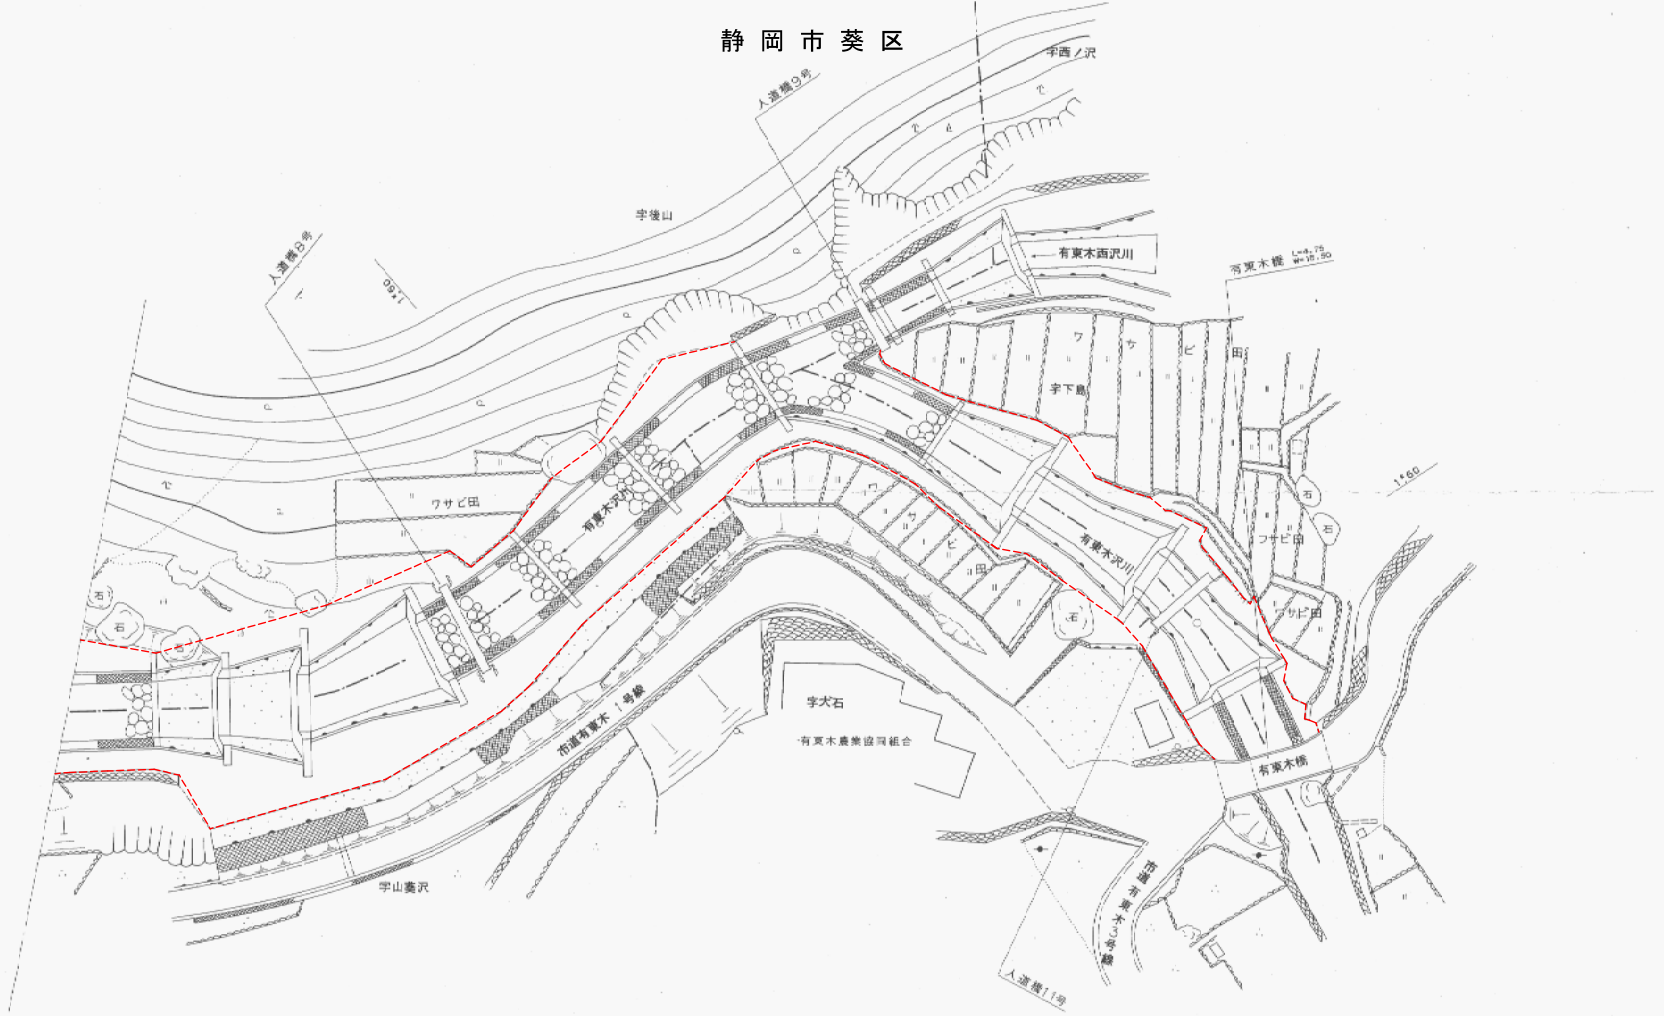 静岡市葵区
字西ノ沢
人道橋9号
字後山
人道橋8号
有東木西沢川
有東木橋
ワサビ田
字下島
ワサビ田
有東木沢川
ワサビ田
有東木沢川
石
石
ワサビ田
ワサビ田
石
石
石
石
字犬石
市道有東木1号線
有東木農業協同組合
有東木橋
字山葵沢
市道有東木3号線
人道橋11号